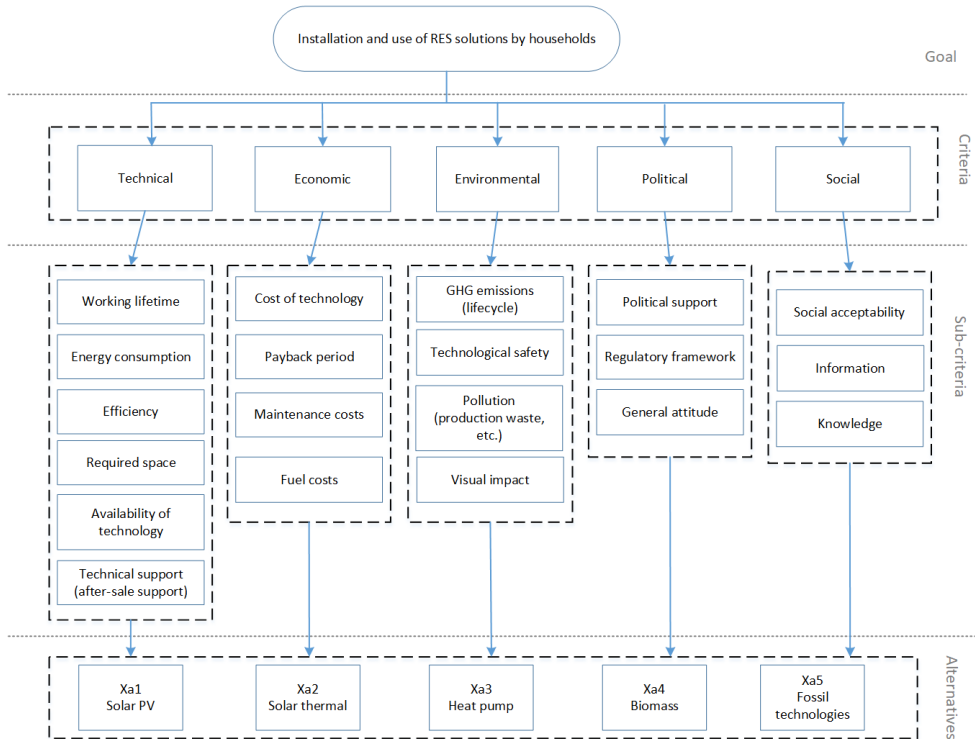 Installation and use of RES solutions by households
Goal
Criteria
Technical
Economic
Environmental
Political
Social
Sub-criteria
Working lifetime
Energy consumption
Efficiency
Required space
Availability of
technology
Technical support
(after-sale support)
Cost of technology
Payback period
Maintenance costs
Fuel costs
GHG emissions
(lifecycle)
Technological safety
Pollution
(production waste,
etc.)
Visual impact
Political support
Regulatory framework
General attitude
Social acceptability
Information
Knowledge
Alternatives
Xa1
Solar PV
Xa2
Solar thermal
Xa3
Heat pump
Xa4
Biomass
Xa5
Fossil
technologies